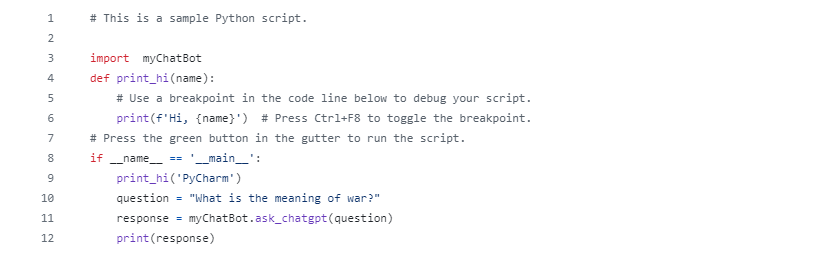 1 # This is a sample Python script.
2
3 import  myChatBot
4 def print_hi(name):
5     # Use a breakpoint in the code line below to debug your script.
6     print(f'Hi, {name}')  # Press Ctrl+F8 to toggle the breakpoint.
7 # Press the green button in the gutter to run the script.
8 if __name__ == '__main__':
9     print_hi('PyCharm')
10     question = "What is the meaning of war?"
11     response = myChatBot.ask_chatgpt(question)
12     print(response)